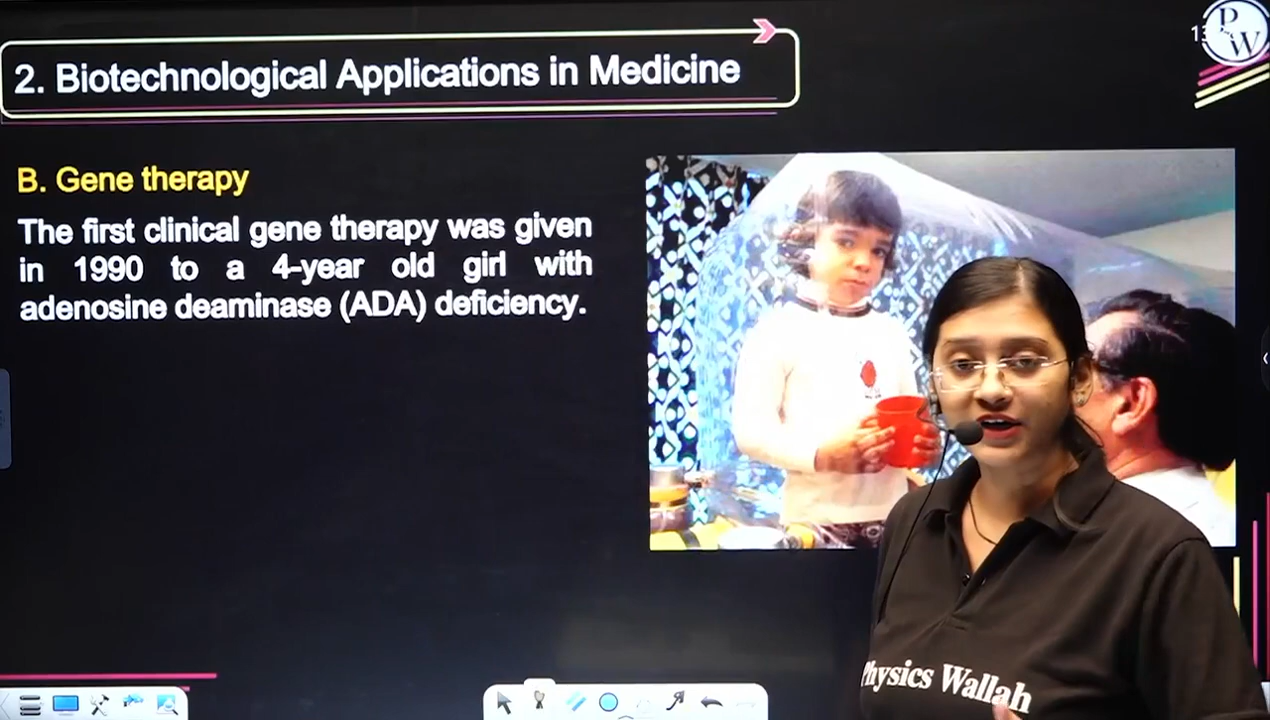 2. Biotechnological Applications in Medicine
P
W
B. Gene therapy
The first clinical gene therapy was given
in 1990 to a 4-year old girl with
adenosine deaminase (ADA) deficiency.
Physics Wallah